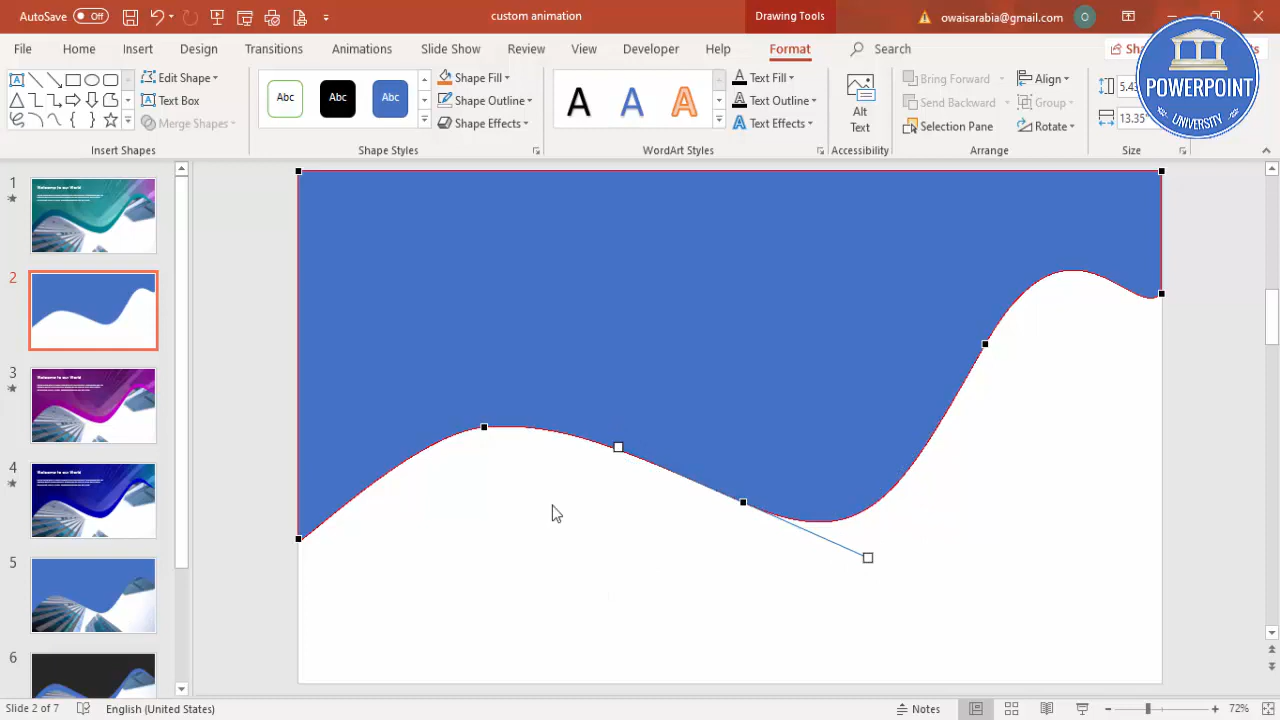 AutoSave Off
custom animation
Drawing Tools
owaisarabia@gmail.com
O
File Home Insert Design Transitions Animations Slide Show Review View Developer Help Format Search
Edit Shape
Text Box
Merge Shapes
Insert Shapes
Abc Abc Abc
Shape Fill
Shape Outline
Shape Effects
Shape Styles
A A A
Text Fill
Text Outline
Text Effects
WordArt Styles
Alt
Text
Accessibility
Bring Forward
Send Backward
Selection Pane
Align
Group
Rotate
Arrange
13.35"
Size
POWERPOINT
UNIVERSITY
1
Welcome to our World
2
3
Welcome to our World
4
Welcome to our World
5
6
Slide 2 of 7
English (United States)
Notes
72%